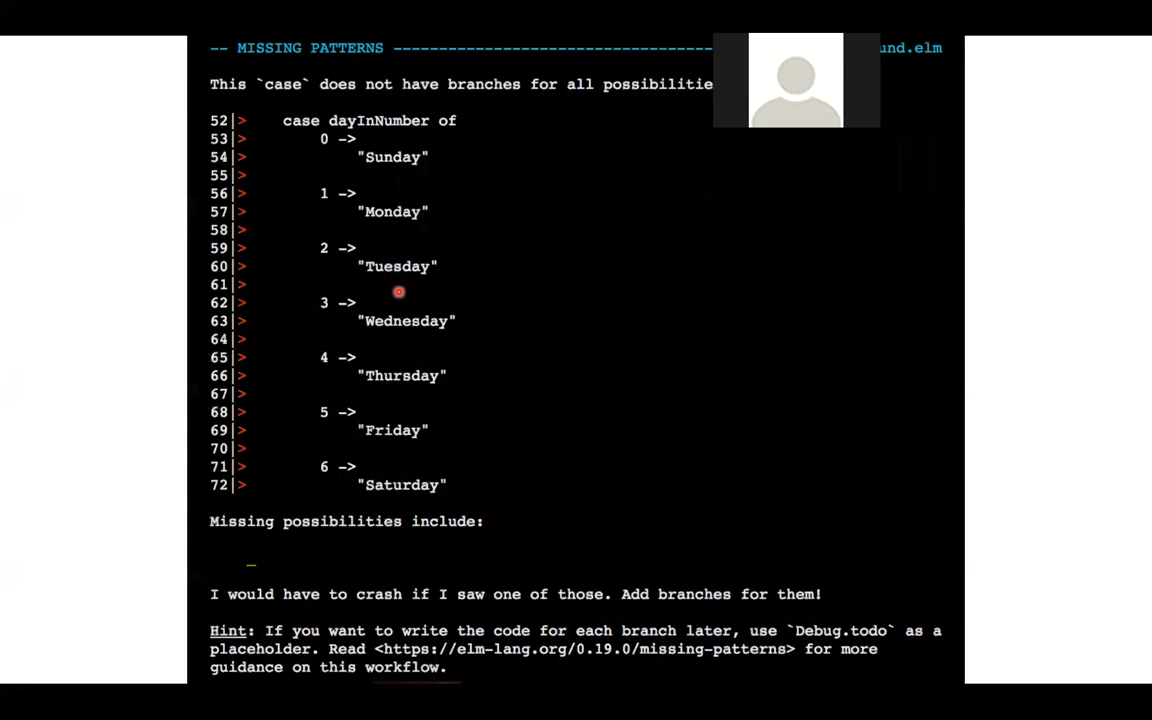 -- MISSING PATTERNS ----------------------------------- und.elm
This `case` does not have branches for all possibilitie
52|> case dayInNumber of
53|> 0 ->
54|> "Sunday"
55|>
56|> 1 ->
57|> "Monday"
58|>
59|> 2 ->
60|> "Tuesday"
61|>
62|> 3 ->
63|> "Wednesday"
64|>
65|> 4 ->
66|> "Thursday"
67|>
68|> 5 ->
69|> "Friday"
70|>
71|> 6 ->
72|> "Saturday"
Missing possibilities include:
_
I would have to crash if I saw one of those. Add branches for them!
Hint: If you want to write the code for each branch later, use `Debug.todo` as a
placeholder. Read <https://elm-lang.org/0.19.0/missing-patterns> for more
guidance on this workflow.